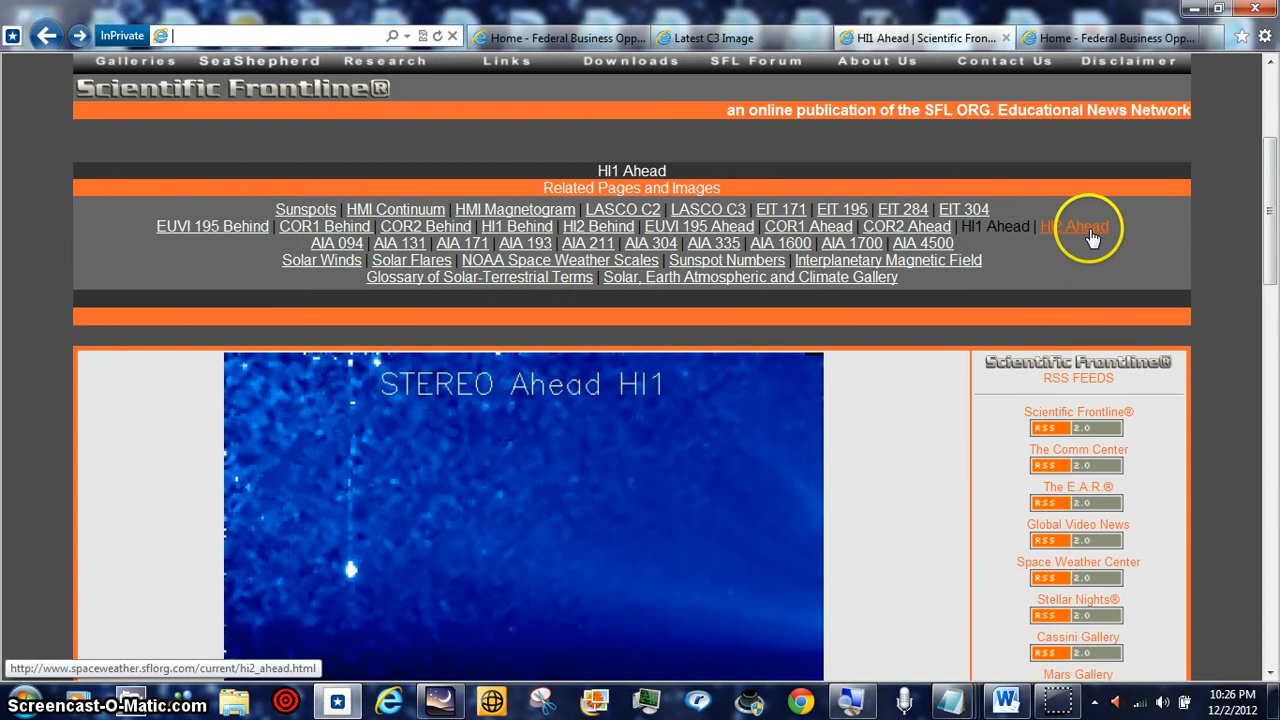 InPrivate
Home - Federal Business Opp...
Latest C3 Image
HI1 Ahead | Scientific Fron...
Home - Federal Business Opp...
Galleries SeaShepherd Research Links Downloads SFL Forum About Us Contact Us Disclaimer
Scientific Frontline®
an online publication of the SFL ORG. Educational News Network
HI1 Ahead
Related Pages and Images
Sunspots | HMI Continuum | HMI Magnetogram | LASCO C2 | LASCO C3 | EIT 171 | EIT 195 | EIT 284 | EIT 304
EUVI 195 Behind | COR1 Behind | COR2 Behind | HI1 Behind | HI2 Behind | EUVI 195 Ahead | COR1 Ahead | COR2 Ahead | HI1 Ahead | HI2 Ahead
AIA 094 | AIA 131 | AIA 171 | AIA 193 | AIA 211 | AIA 304 | AIA 335 | AIA 1600 | AIA 1700 | AIA 4500
Solar Winds | Solar Flares | NOAA Space Weather Scales | Sunspot Numbers | Interplanetary Magnetic Field
Glossary of Solar-Terrestrial Terms | Solar, Earth Atmospheric and Climate Gallery
STEREO Ahead HI1
Scientific Frontline®
RSS FEEDS
Scientific Frontline®
RSS 2.0
The Comm Center
RSS 2.0
The E.A.R.®
RSS 2.0
Global Video News
RSS 2.0
Space Weather Center
RSS 2.0
Stellar Nights®
RSS 2.0
Cassini Gallery
RSS 2.0
Mars Gallery
http://www.spaceweather.sflorg.com/current/hi2_ahead.html
Screencast-O-Matic.com
10:26 PM
12/2/2012